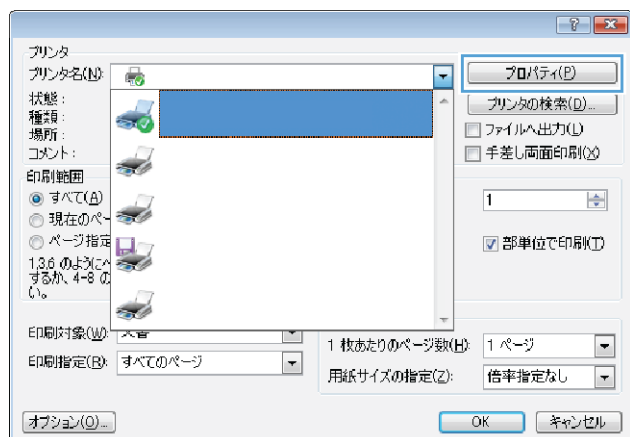 プリンタ
プリンタ名(N):
プロパティ(P)
状態:
種類:
場所:
コメント:
プリンタの検索(D)...
ファイルへ出力(L)
手差し両面印刷(X)
印刷範囲
すべて(A)
現在のペー
ページ指定
1,3,6 のように
するか、4-8 の
い。
1
部単位で印刷(T)
印刷対象(W):
文書
印刷指定(R):
すべてのページ
1 枚あたりのページ数(H):
1 ページ
用紙サイズの指定(Z):
倍率指定なし
オプション(O)...
OK
キャンセル